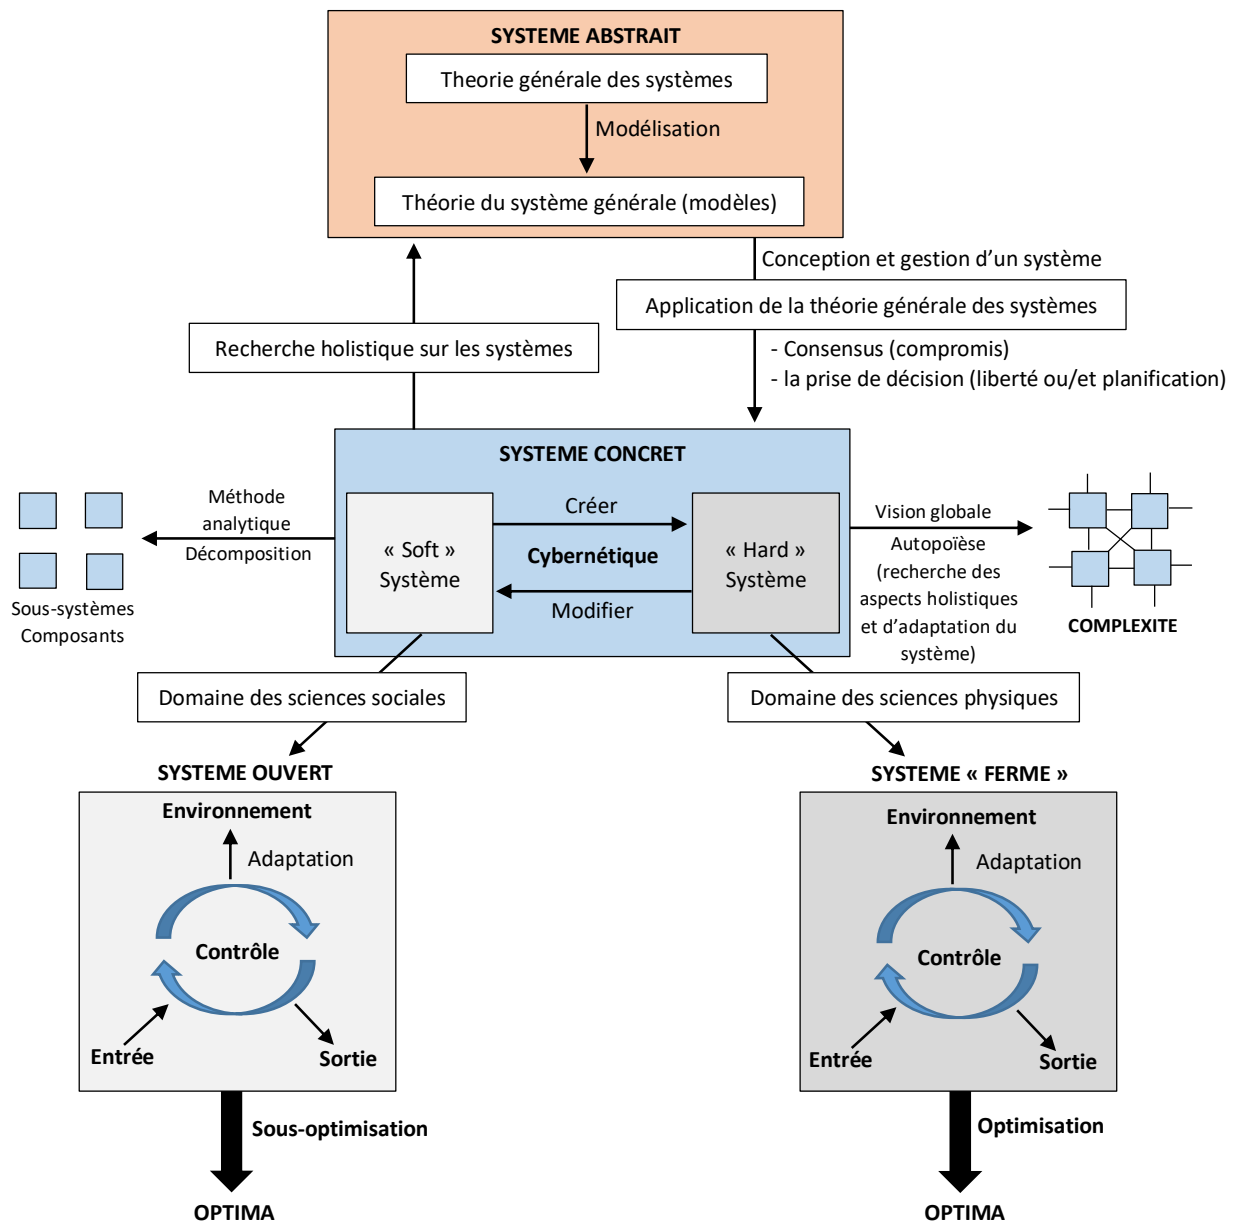 SYSTEME ABSTRAIT
Theorie générale des systèmes
Modélisation
Théorie du système générale (modèles)
Conception et gestion d’un système
Application de la théorie générale des systèmes
Recherche holistique sur les systèmes
- Consensus (compromis)
- la prise de décision (liberté ou/et planification)
SYSTEME CONCRET
Méthode
analytique
Décomposition
Sous-systèmes
Composants
« Soft »
Système
Créer
Cybernétique
Modifier
« Hard »
Système
Vision globale
Autopoïèse
(recherche des
aspects holistiques
et d’adaptation du
système)
COMPLEXITE
Domaine des sciences sociales
Domaine des sciences physiques
SYSTEME OUVERT
Environnement
Adaptation
Contrôle
Entrée
Sortie
Sous-optimisation
OPTIMA
SYSTEME « FERME »
Environnement
Adaptation
Contrôle
Entrée
Sortie
Optimisation
OPTIMA